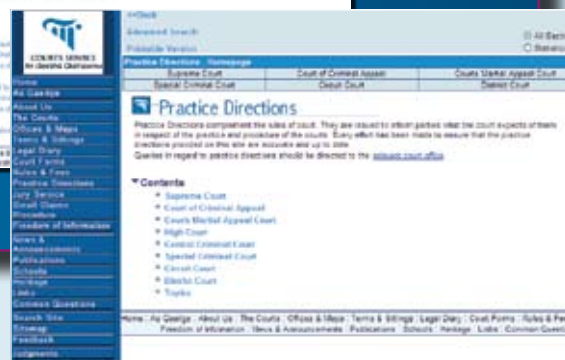 <<Back
Advanced Search
Printable Version
All Sect
Statutor
COURTS SERVICE
An tSeirbhís Chúirteanna
Practice Directions : Homepage
Supreme Court
Court of Criminal Appeal
Courts Martial Appeal Court
Special Criminal Court
Circuit Court
District Court
Home
As Gaeilge
About Us
The Courts
Offices & Maps
Terms & Sittings
Legal Diary
Court Forms
Rules & Fees
Practice Directions
Jury Service
Small Claims
Procedure
Freedom of Information
News &
Announcements
Publications
Schools
Heritage
Links
Common Questions
Search Site
Sitemap
Feedback
Judgments
Practice Directions
Practice Directions complement the rules of court. They are issued to inform parties what the court expects of them
in respect of the practice and procedure of the courts. Every effort has been made to ensure that the practice
directions provided on this site are accurate and up to date.
Queries in regard to practice directions should be directed to the relevant court office.
Contents
Supreme Court
Court of Criminal Appeal
Courts Martial Appeal Court
High Court
Central Criminal Court
Special Criminal Court
Circuit Court
District Court
Topics
Home : As Gaeilge : About Us : The Courts : Offices & Maps : Terms & Sittings : Legal Diary : Court Forms : Rules & Fe
Freedom of Information : News & Announcements : Publications : Schools : Heritage : Links : Common Questi